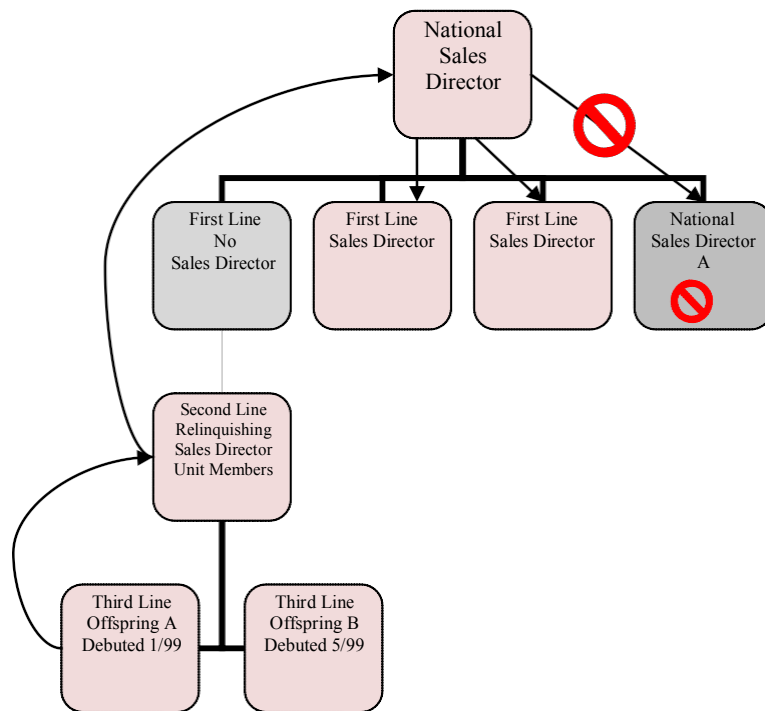 National
Sales
Director
First Line
No
Sales Director
First Line
Sales Director
First Line
Sales Director
National
Sales Director
A
Second Line
Relinquishing
Sales Director
Unit Members
Third Line
Offspring A
Debuted 1/99
Third Line
Offspring B
Debuted 5/99